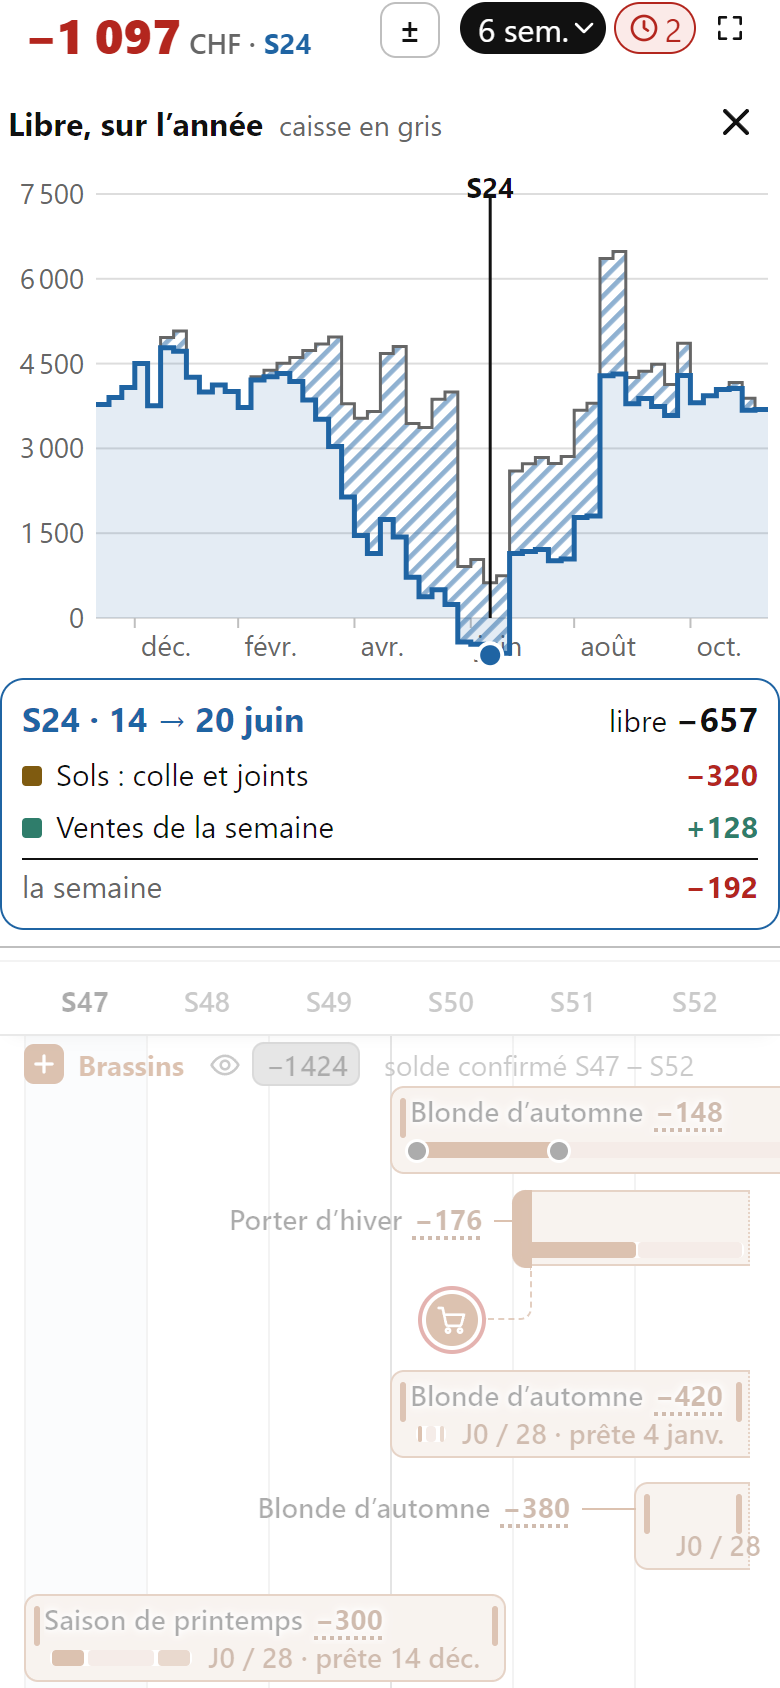 −1 097 CHF · S24 ± 6 sem. 2
Libre, sur l’année caisse en gris
S24
7 500
6 000
4 500
3 000
1 500
0
déc. févr. avr. juin août oct.
S24 · 14 → 20 juin libre −657
Sols : colle et joints −320
Ventes de la semaine +128
la semaine −192
S47 S48 S49 S50 S51 S52
Brassins −1 424 solde confirmé S47 – S52
Blonde d’automne −148
Porter d’hiver −176
Blonde d’automne −420
J0 / 28 · prête 4 janv.
Blonde d’automne −380
J0 / 28
Saison de printemps −300
J0 / 28 · prête 14 déc.